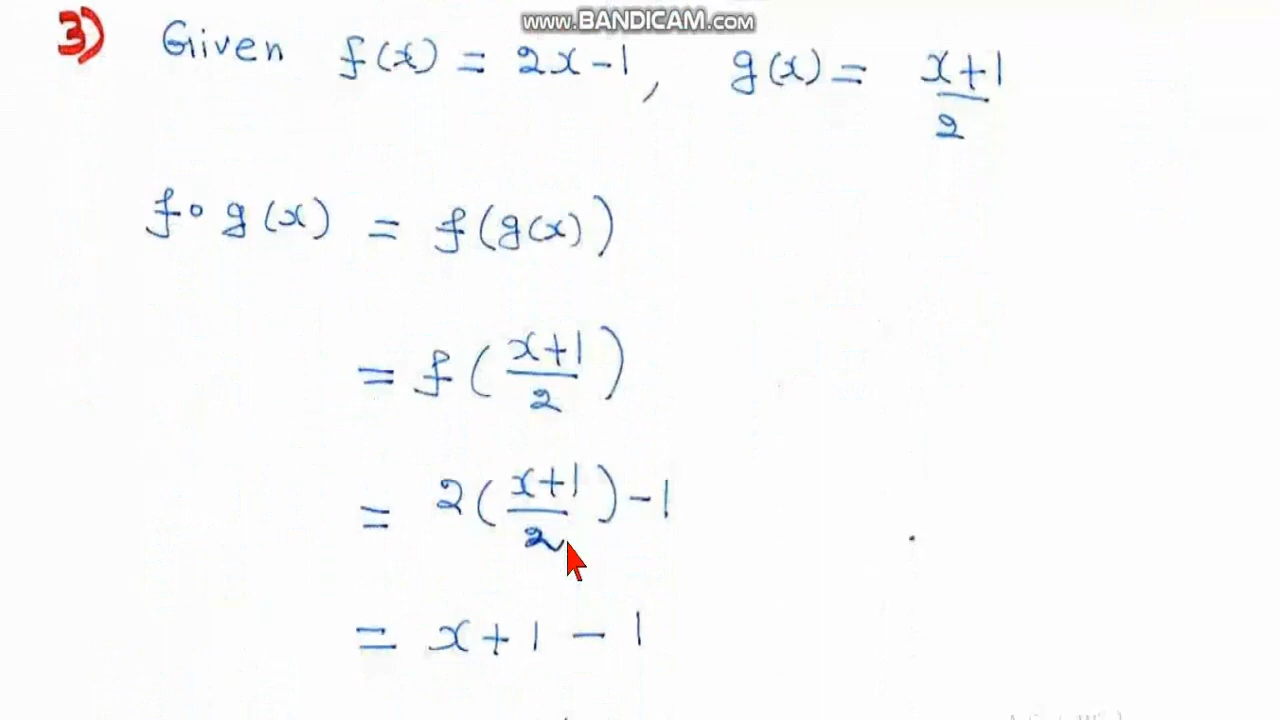 www.BANDICAM.com
3) Given f(x) = 2x-1, g(x) = x+1/2
f∘g(x) = f(g(x))
= f(x+1/2)
= 2(x+1/2)-1
= x+1-1